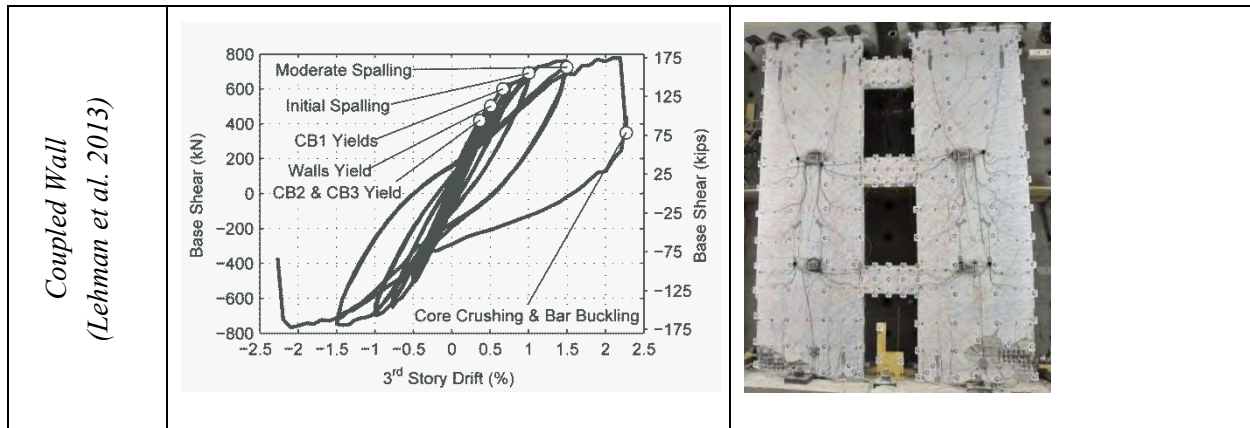 Coupled Wall
(Lehman et al. 2013)
800
600
400
200
0
−200
−400
−600
−800
Base Shear (kN)
Moderate Spalling
Initial Spalling
CB1 Yields
Walls Yield
CB2 & CB3 Yield
Core Crushing & Bar Buckling
175
125
75
25
−25
−75
−125
−175
Base Shear (kips)
−2.5 −2 −1.5 −1 −0.5 0 0.5 1 1.5 2 2.5
3rd Story Drift (%)